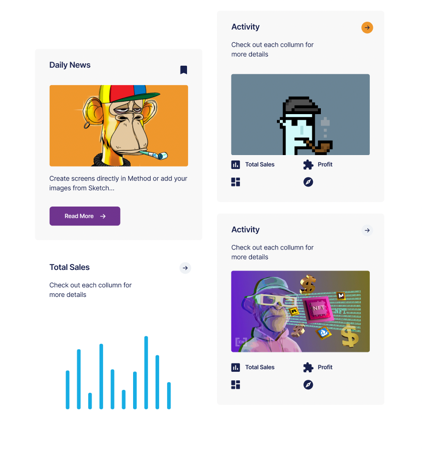 Daily News
Create screens directly in Method or add your
images from Sketch...
Read More
Total Sales
Check out each column for
more details
Activity
Check out each collumn for
more details
Total Sales
Profit
Activity
Check out each collumn for
more details
NFT
Total Sales
Profit